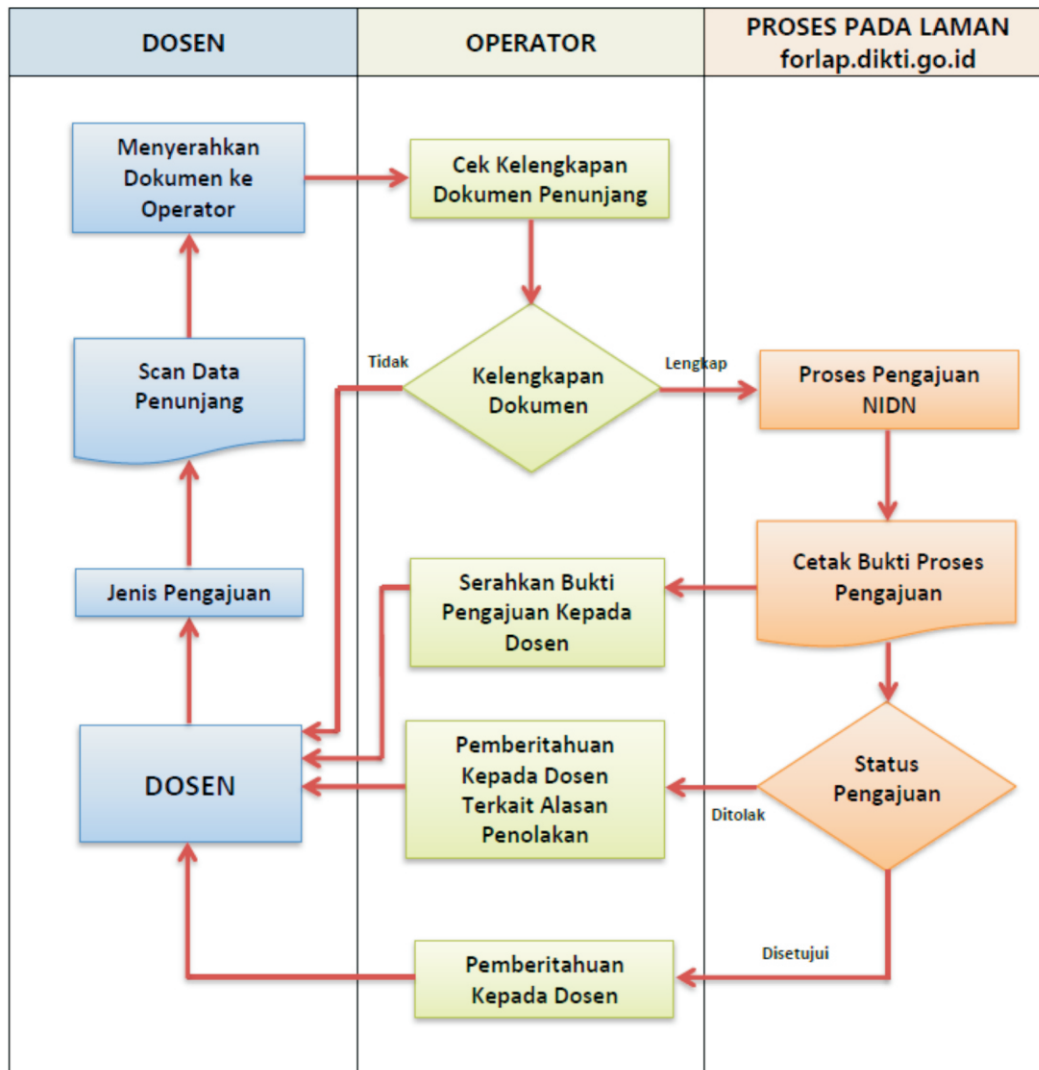 DOSEN
OPERATOR
PROSES PADA LAMAN
forlap.dikti.go.id
Menyerahkan
Dokumen ke
Operator
Cek Kelengkapan
Dokumen Penunjang
Scan Data
Penunjang
Tidak
Kelengkapan
Dokumen
Lengkap
Proses Pengajuan
NIDN
Jenis Pengajuan
Serahkan Bukti
Pengajuan Kepada
Dosen
Cetak Bukti Proses
Pengajuan
DOSEN
Pemberitahuan
Kepada Dosen
Terkait Alasan
Penolakan
Ditolak
Status
Pengajuan
Pemberitahuan
Kepada Dosen
Disetujui